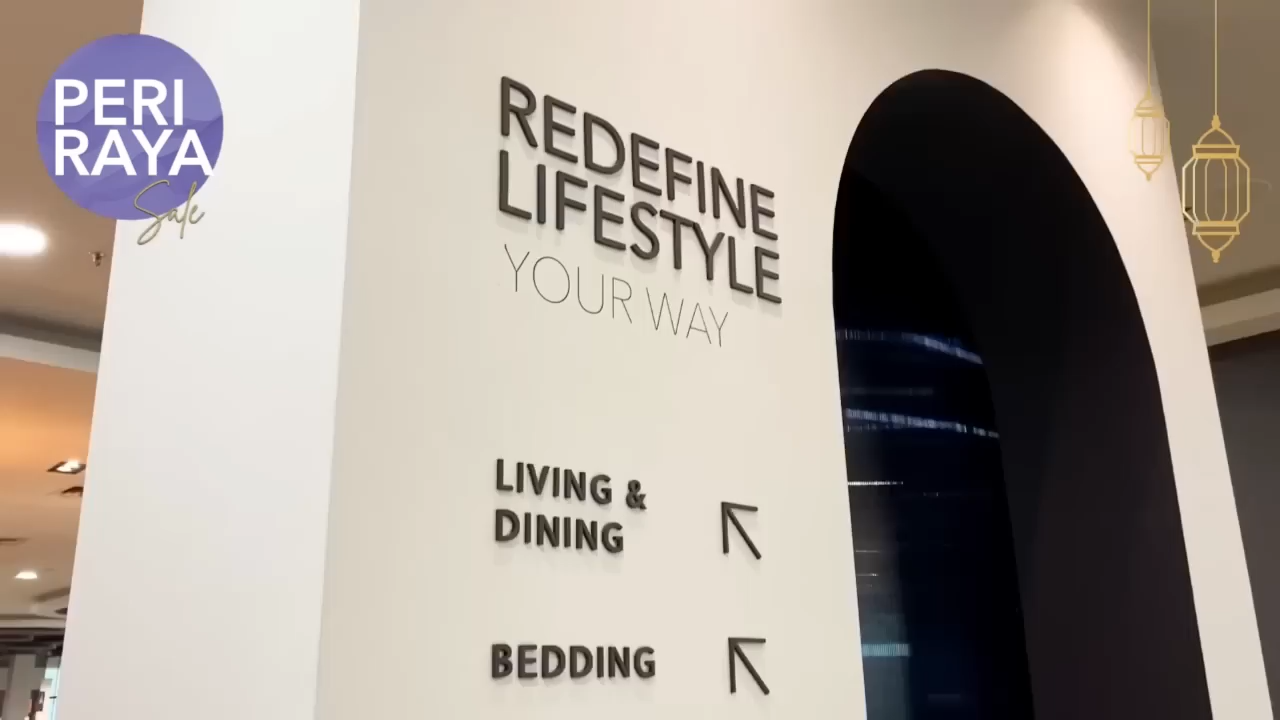 PERI
RAYA
Sale
REDEFINE
LIFESTYLE
YOUR WAY
LIVING &
DINING
BEDDING